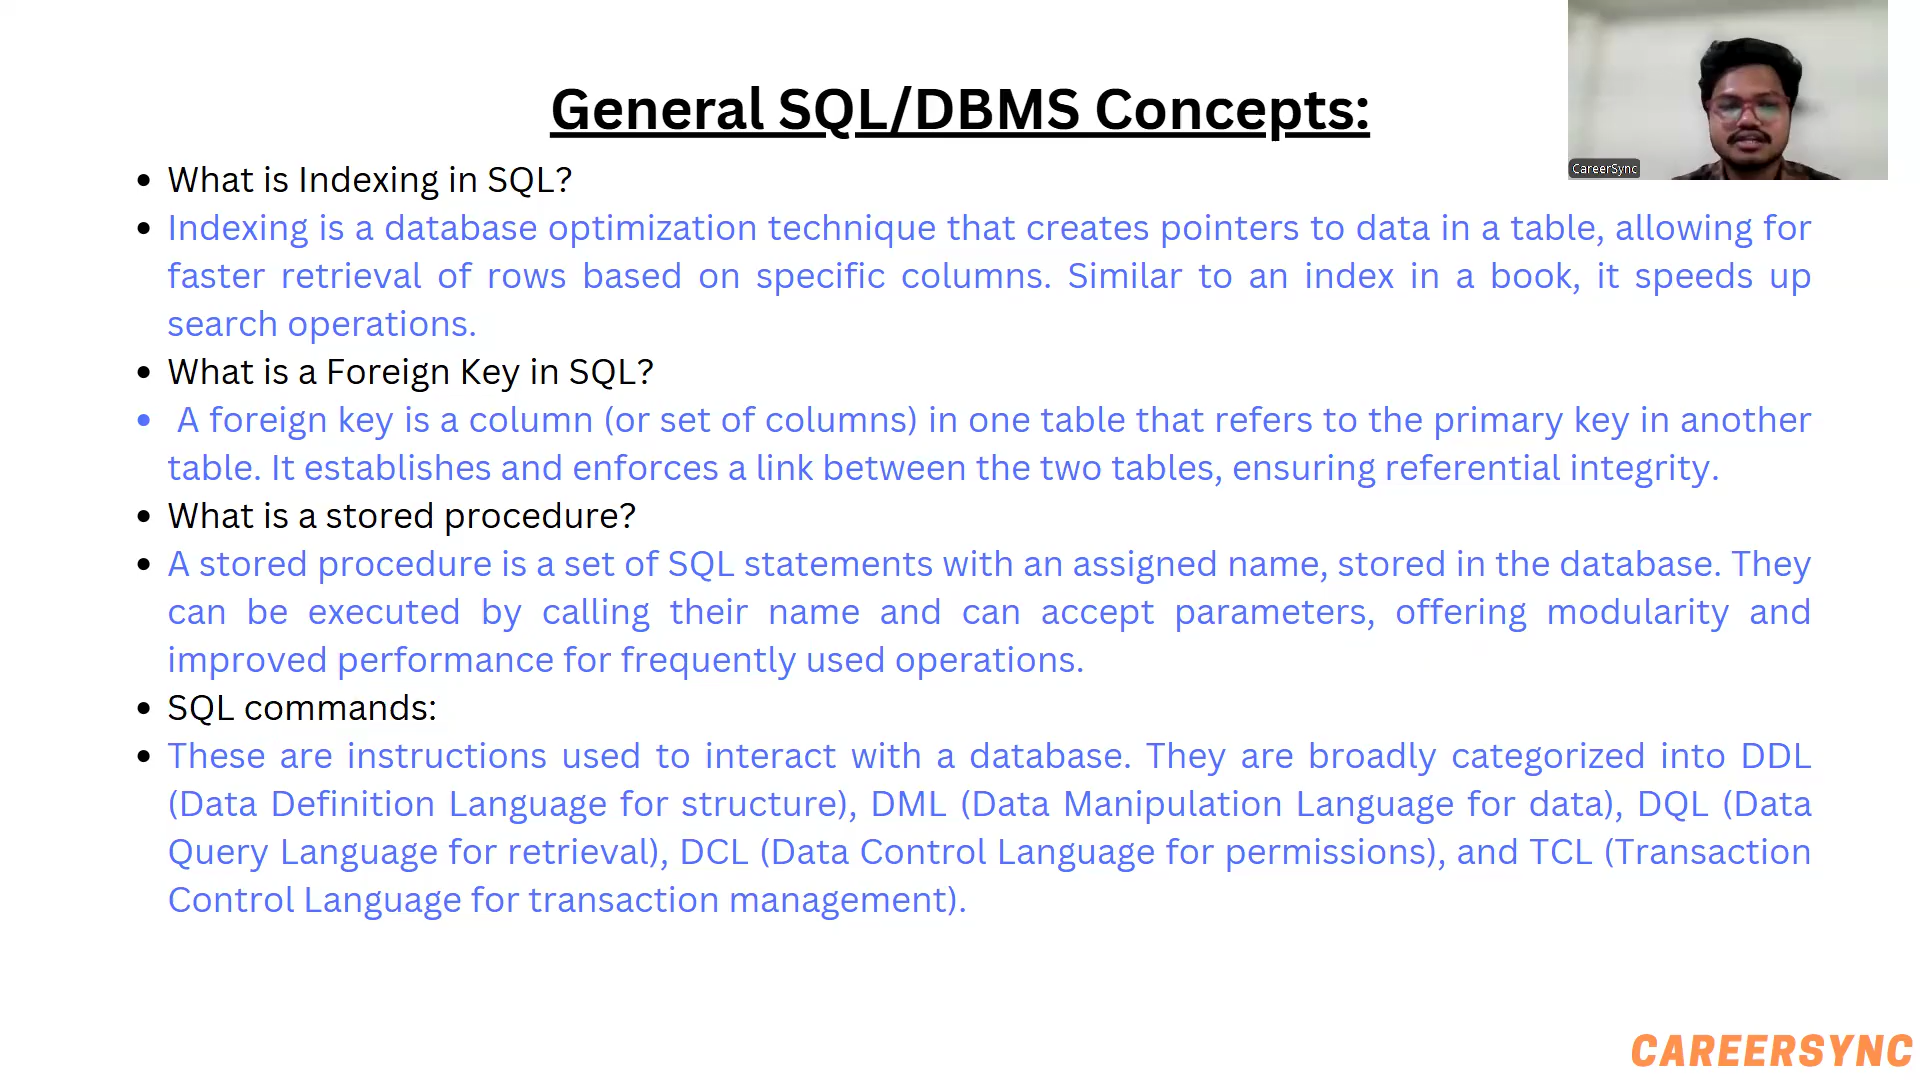 General SQL/DBMS Concepts:
CareerSync
• What is Indexing in SQL?
• Indexing is a database optimization technique that creates pointers to data in a table, allowing for
faster retrieval of rows based on specific columns. Similar to an index in a book, it speeds up
search operations.
• What is a Foreign Key in SQL?
• A foreign key is a column (or set of columns) in one table that refers to the primary key in another
table. It establishes and enforces a link between the two tables, ensuring referential integrity.
• What is a stored procedure?
• A stored procedure is a set of SQL statements with an assigned name, stored in the database. They
can be executed by calling their name and can accept parameters, offering modularity and
improved performance for frequently used operations.
• SQL commands:
• These are instructions used to interact with a database. They are broadly categorized into DDL
(Data Definition Language for structure), DML (Data Manipulation Language for data), DQL (Data
Query Language for retrieval), DCL (Data Control Language for permissions), and TCL (Transaction
Control Language for transaction management).
CAREERSYNC